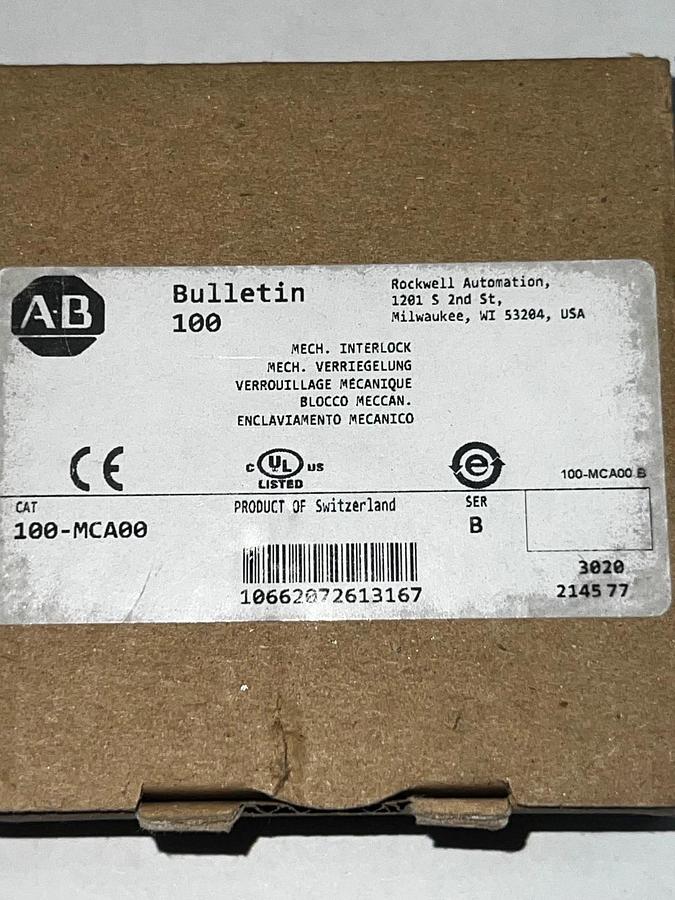 A·B
Bulletin
100
Rockwell Automation,
1201 S 2nd St,
Milwaukee, WI 53204, USA
MECH. INTERLOCK
MECH. VERRIEGELUNG
VERROUILLAGE MÉCANIQUE
BLOCCO MECCAN.
ENCLAVIAMENTO MECANICO
CE
C UL US
LISTED
e
100-MCA00 B
CAT
100-MCA00
PRODUCT OF Switzerland
SER
B
10662072613167
3020
2145 77